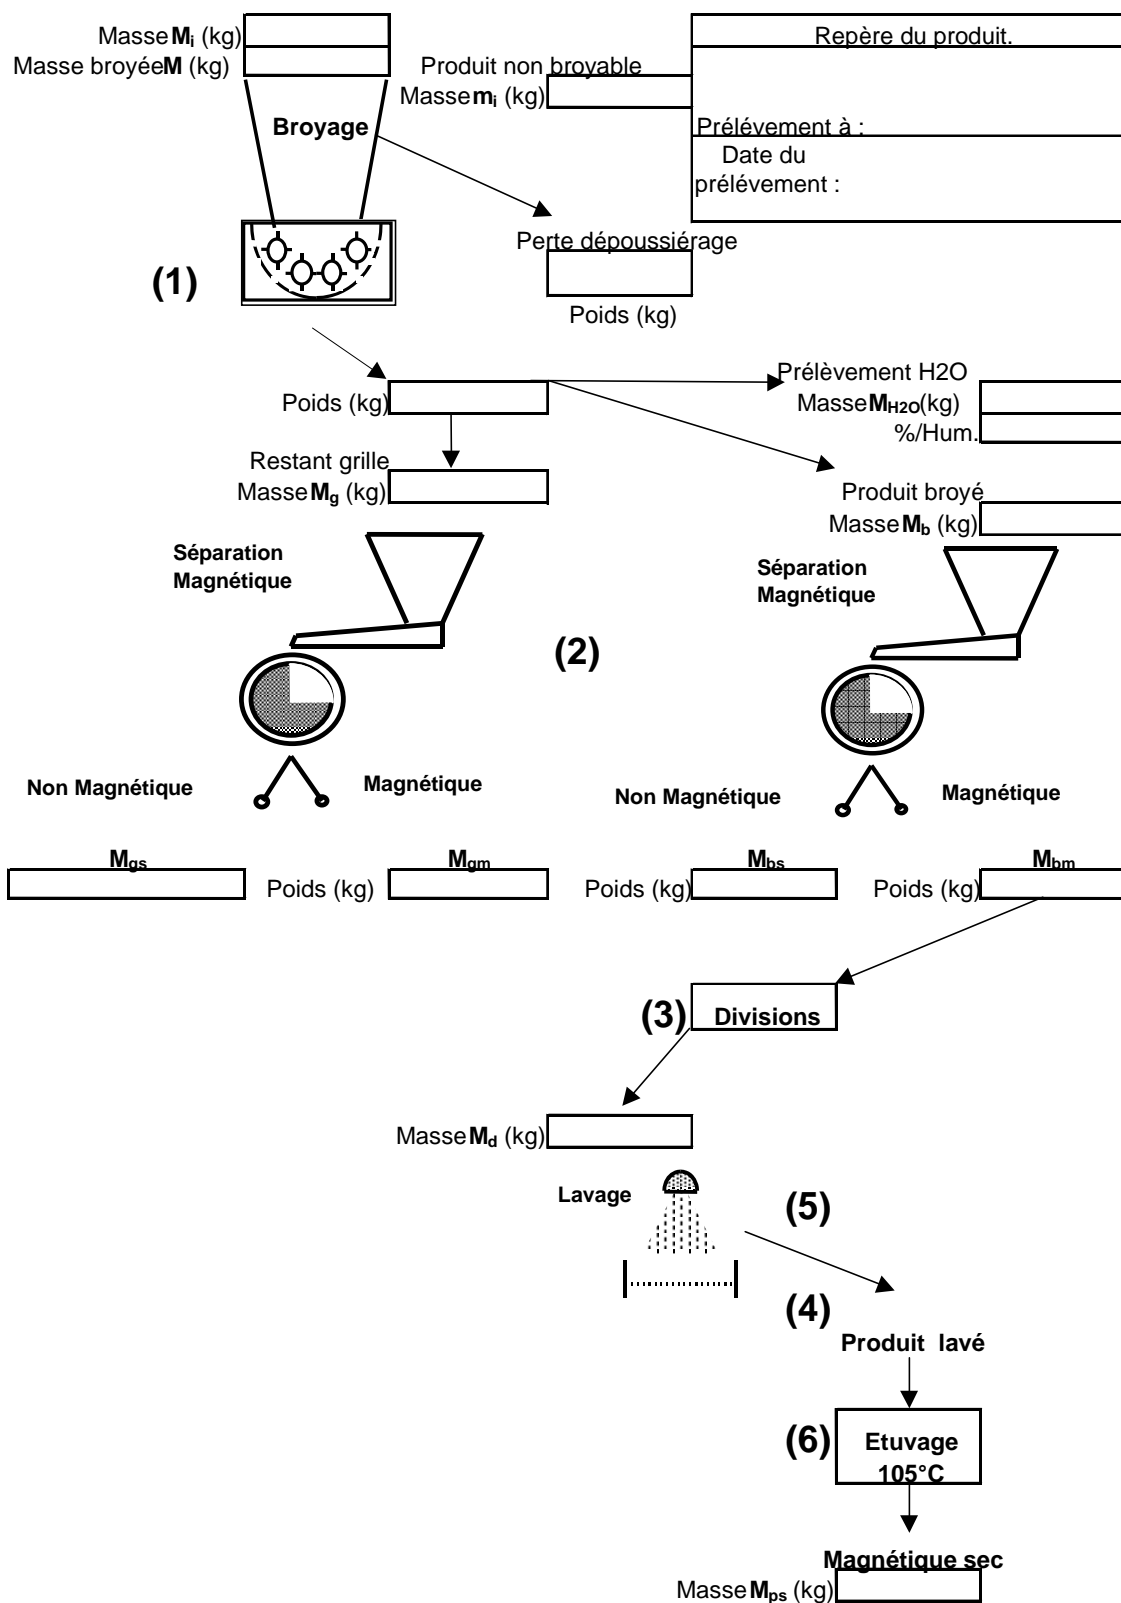 Masse Mi (kg)
Masse broyée M (kg)
Produit non broyable
Masse mi (kg)
Repère du produit.
Prélévement à :
Date du
prélévement :
Broyage
Perte dépoussiérage
Poids (kg)
(1)
Poids (kg)
Prélèvement H2O
Masse MH2O(kg)
%/Hum.
Restant grille
Masse Mg (kg)
Produit broyé
Masse Mb (kg)
Séparation
Magnétique
Séparation
Magnétique
(2)
Non Magnétique
Magnétique
Non Magnétique
Magnétique
Mgs
Mgm
Mbs
Mbm
Poids (kg)
Poids (kg)
Poids (kg)
(3)
Divisions
Masse Md (kg)
Lavage
(5)
(4)
Produit lavé
(6)
Etuvage
105°C
Magnétique sec
Masse Mps (kg)